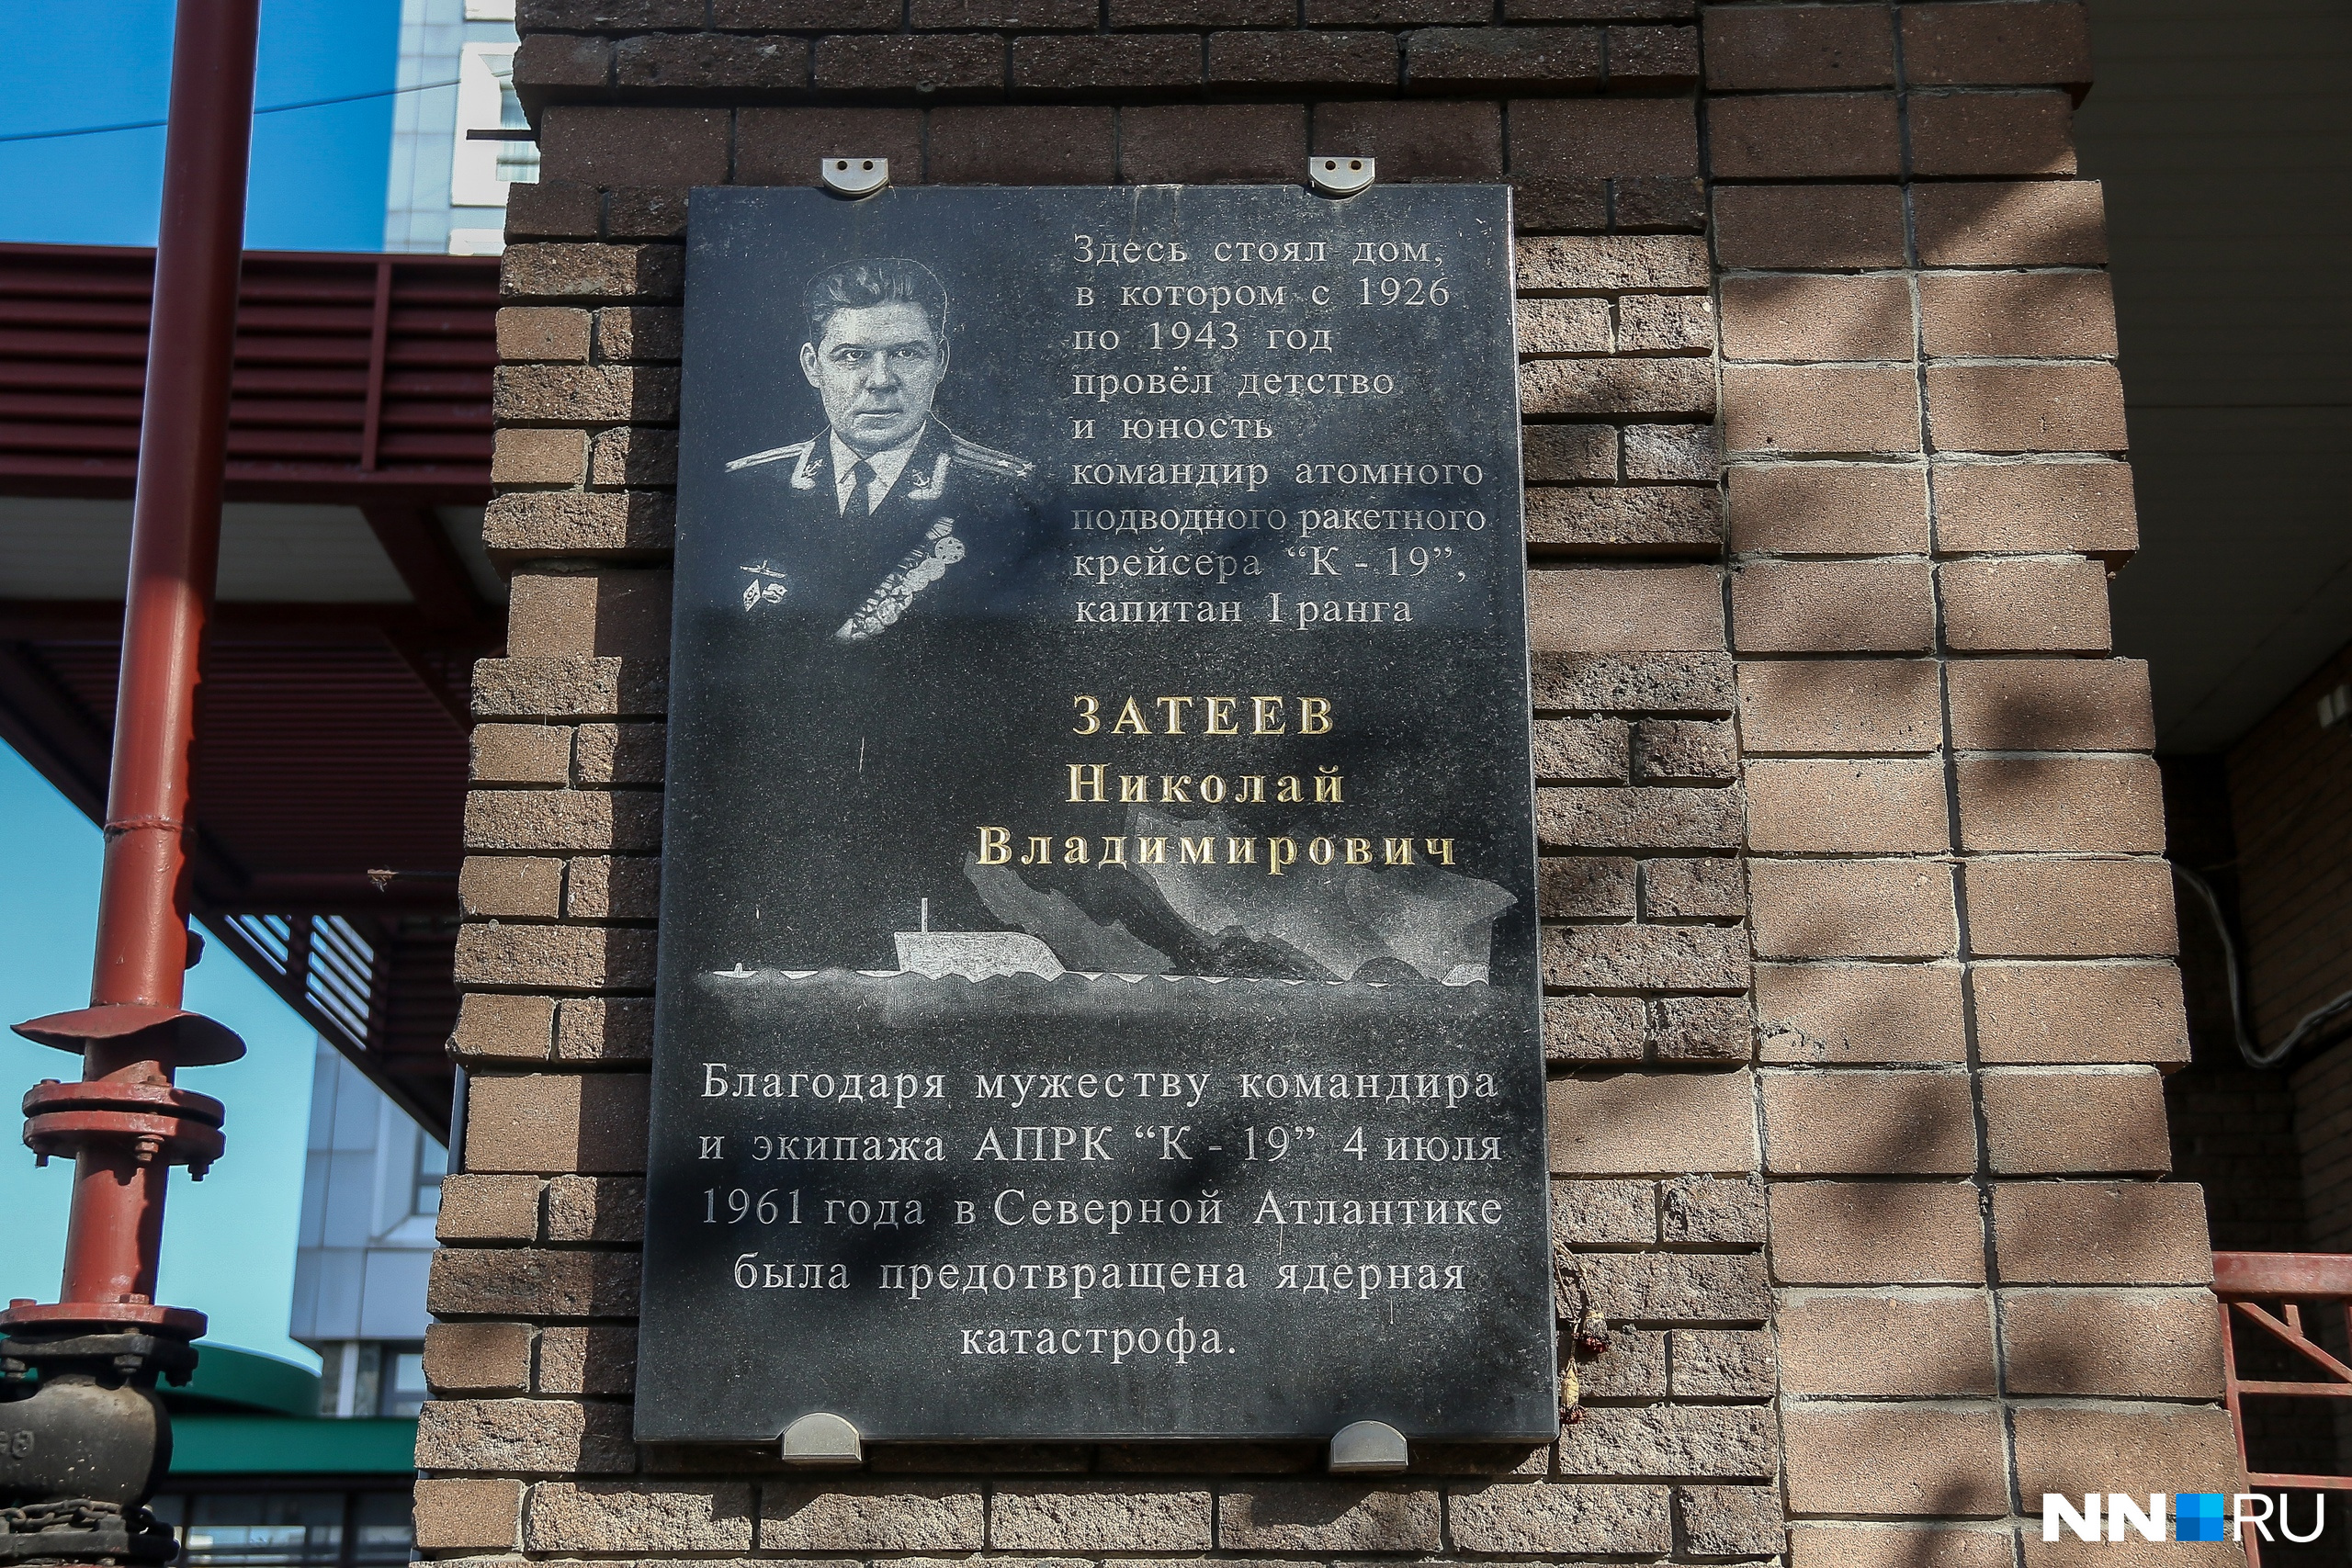 Здесь стоял дом,
в котором с 1926
по 1943 год
провёл детство
и юность
командир атомного
подводного ракетного
крейсера “К - 19”,
капитан I ранга
ЗАТЕЕВ
Николай
Владимирович
Благодаря мужеству командира
и экипажа АПРК “К - 19” 4 июля
1961 года в Северной Атлантике
была предотвращена ядерная
катастрофа.
NN RU